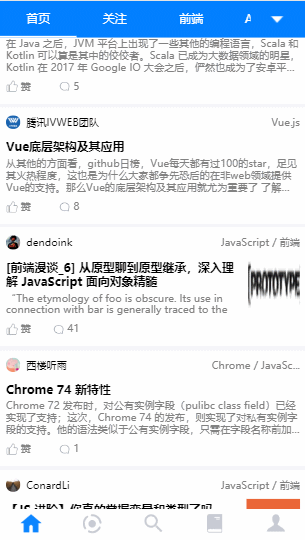 首页 关注 前端
在 Java 之后，JVM 平台上出现了一些其他的编程语言，Scala 和
Kotlin 可以算是其中的佼佼者。Scala 已成为大数据领域的明星，
Kotlin 在 2017 年 Google IO 大会之后，俨然也成为了安卓平...
赞 5
腾讯IVWEB团队 Vue.js
Vue底层架构及其应用
从其他的方面看，github日榜，Vue每天都有过100的star，足见
其火热程度，这也是为什么大家都争先恐后的在非web领域提供
Vue的支持。那么Vue的底层架构及其应用就尤为重要了 了解...
赞 8
dendoink JavaScript / 前端
[前端漫谈_6] 从原型聊到原型继承，深入理
解 JavaScript 面向对象精髓
“The etymology of foo is obscure. Its use in
connection with bar is generally traced to the
PROTOTYPE
赞 41
西楼听雨 Chrome / JavaSc...
Chrome 74 新特性
Chrome 72 发布时，对公有实例字段（pulibc class field）已经
实现了支持；这次，Chrome 74 的发布，则实现了对私有实例字
段的支持。他的语法类似于公有实例字段，只需在字段名称前加...
赞 1
ConardLi JavaScript / 前端
【JS 进阶】你真的掌握变量和类型了吗